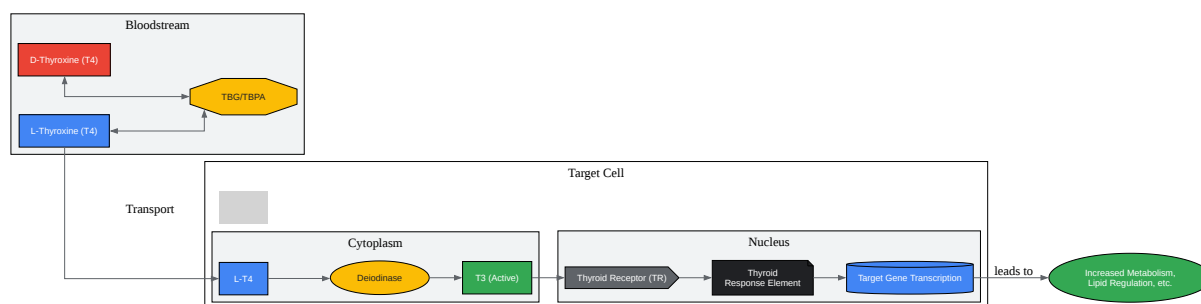 Bloodstream
D-Thyroxine (T4)
TBG/TBPA
L-Thyroxine (T4)
Transport
Target Cell
Cytoplasm
L-T4
Deiodinase
T3 (Active)
Nucleus
Thyroid Receptor (TR)
Thyroid
Response Element
Target Gene Transcription
leads to
Increased Metabolism,
Lipid Regulation, etc.